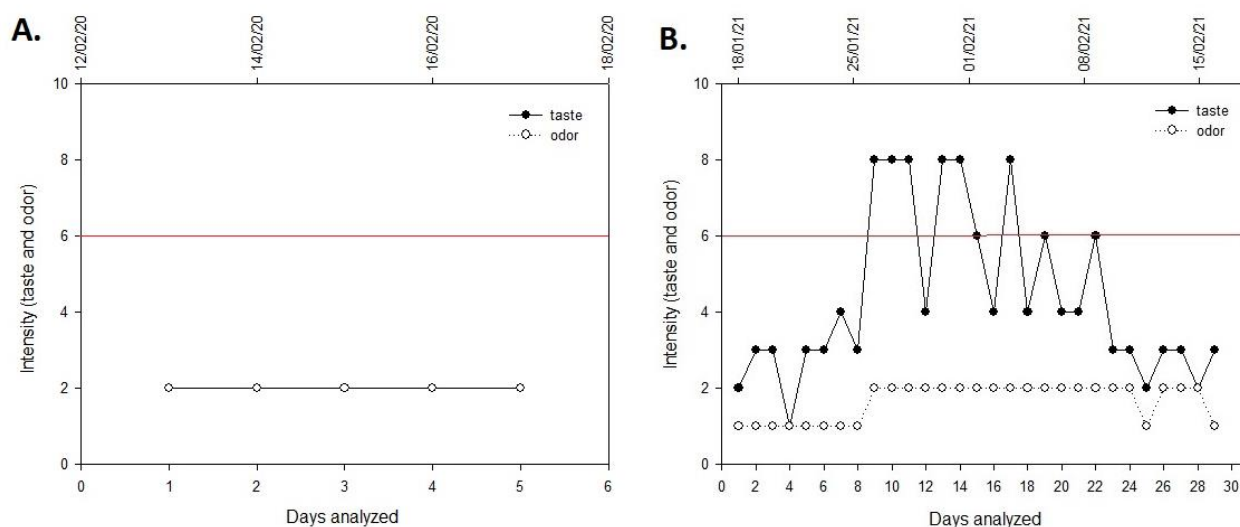 A.
12/02/20
14/02/20
16/02/20
18/02/20
10
8
6
4
2
0
Intensity (taste and odor)
taste
odor
0 1 2 3 4 5 6
Days analyzed
B.
18/01/21
25/01/21
01/02/21
08/02/21
15/02/21
10
8
6
4
2
0
Intensity (taste and odor)
taste
odor
0 2 4 6 8 10 12 14 16 18 20 22 24 26 28 30
Days analyzed